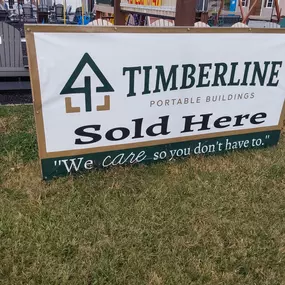 TIMBERLINE
PORTABLE BUILDINGS
Sold Here
"We care so you don't have to."